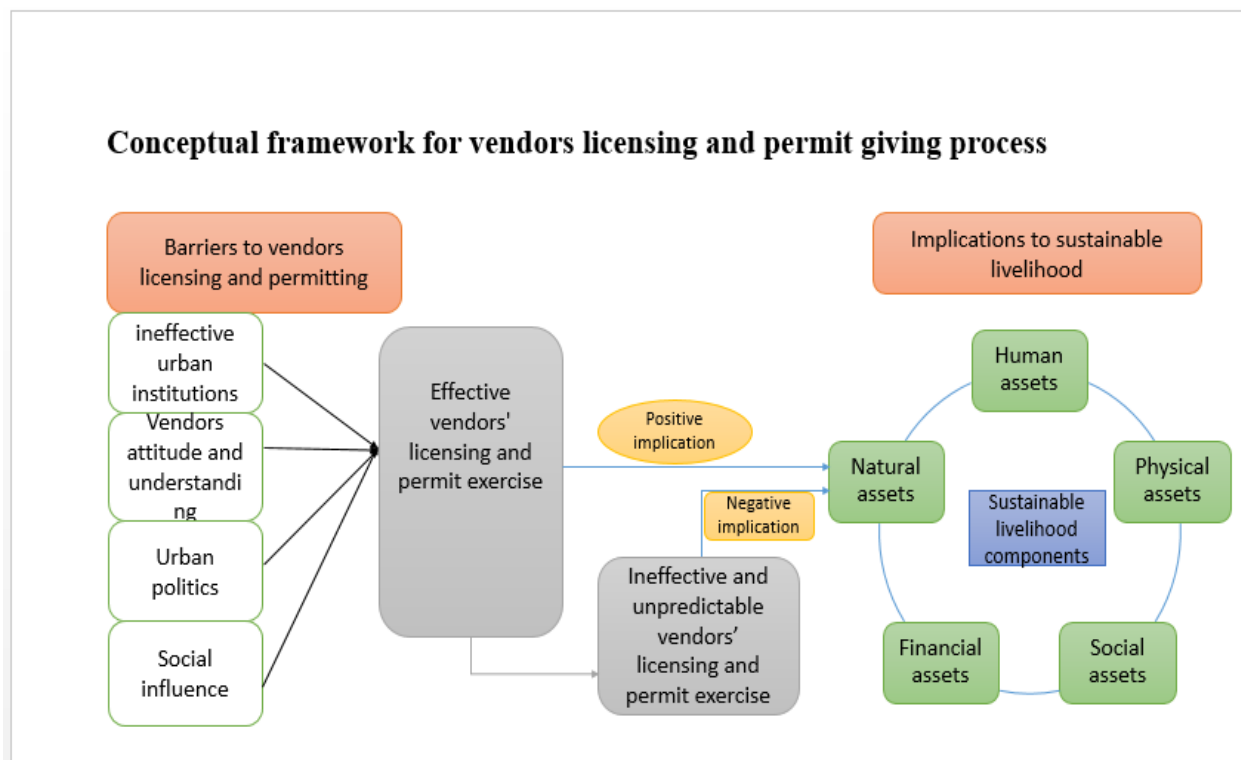 Conceptual framework for vendors licensing and permit giving process
Barriers to vendors
licensing and permitting
ineffective
urban
institutions
Vendors
attitude and
understandi
ng
Urban
politics
Social
influence
Effective
vendors'
licensing and
permit exercise
Positive
implication
Negative
implication
Ineffective and
unpredictable
vendors’
licensing and
permit exercise
Implications to sustainable
livelihood
Human
assets
Natural
assets
Physical
assets
Sustainable
livelihood
components
Financial
assets
Social
assets